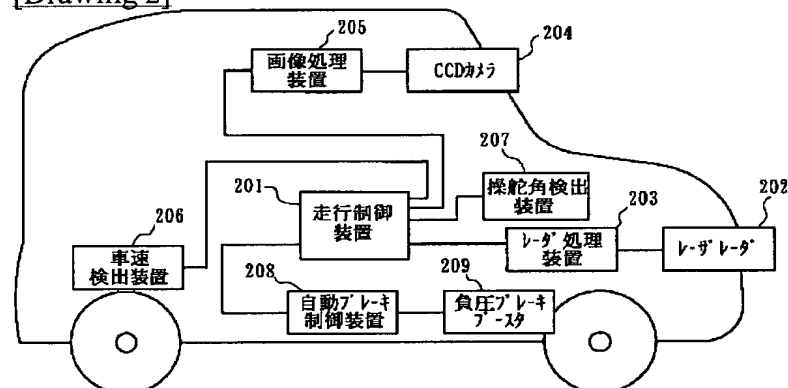 [Drawing 2]
205
画像処理
装置
CCDカメラ
204
207
操舵角検出
装置
201
走行制御
装置
203
レーダ処理
装置
202
レーザレーダ
206
車速
検出装置
208
自動ブレーキ
制御装置
209
負圧ブレーキ
ブースタ